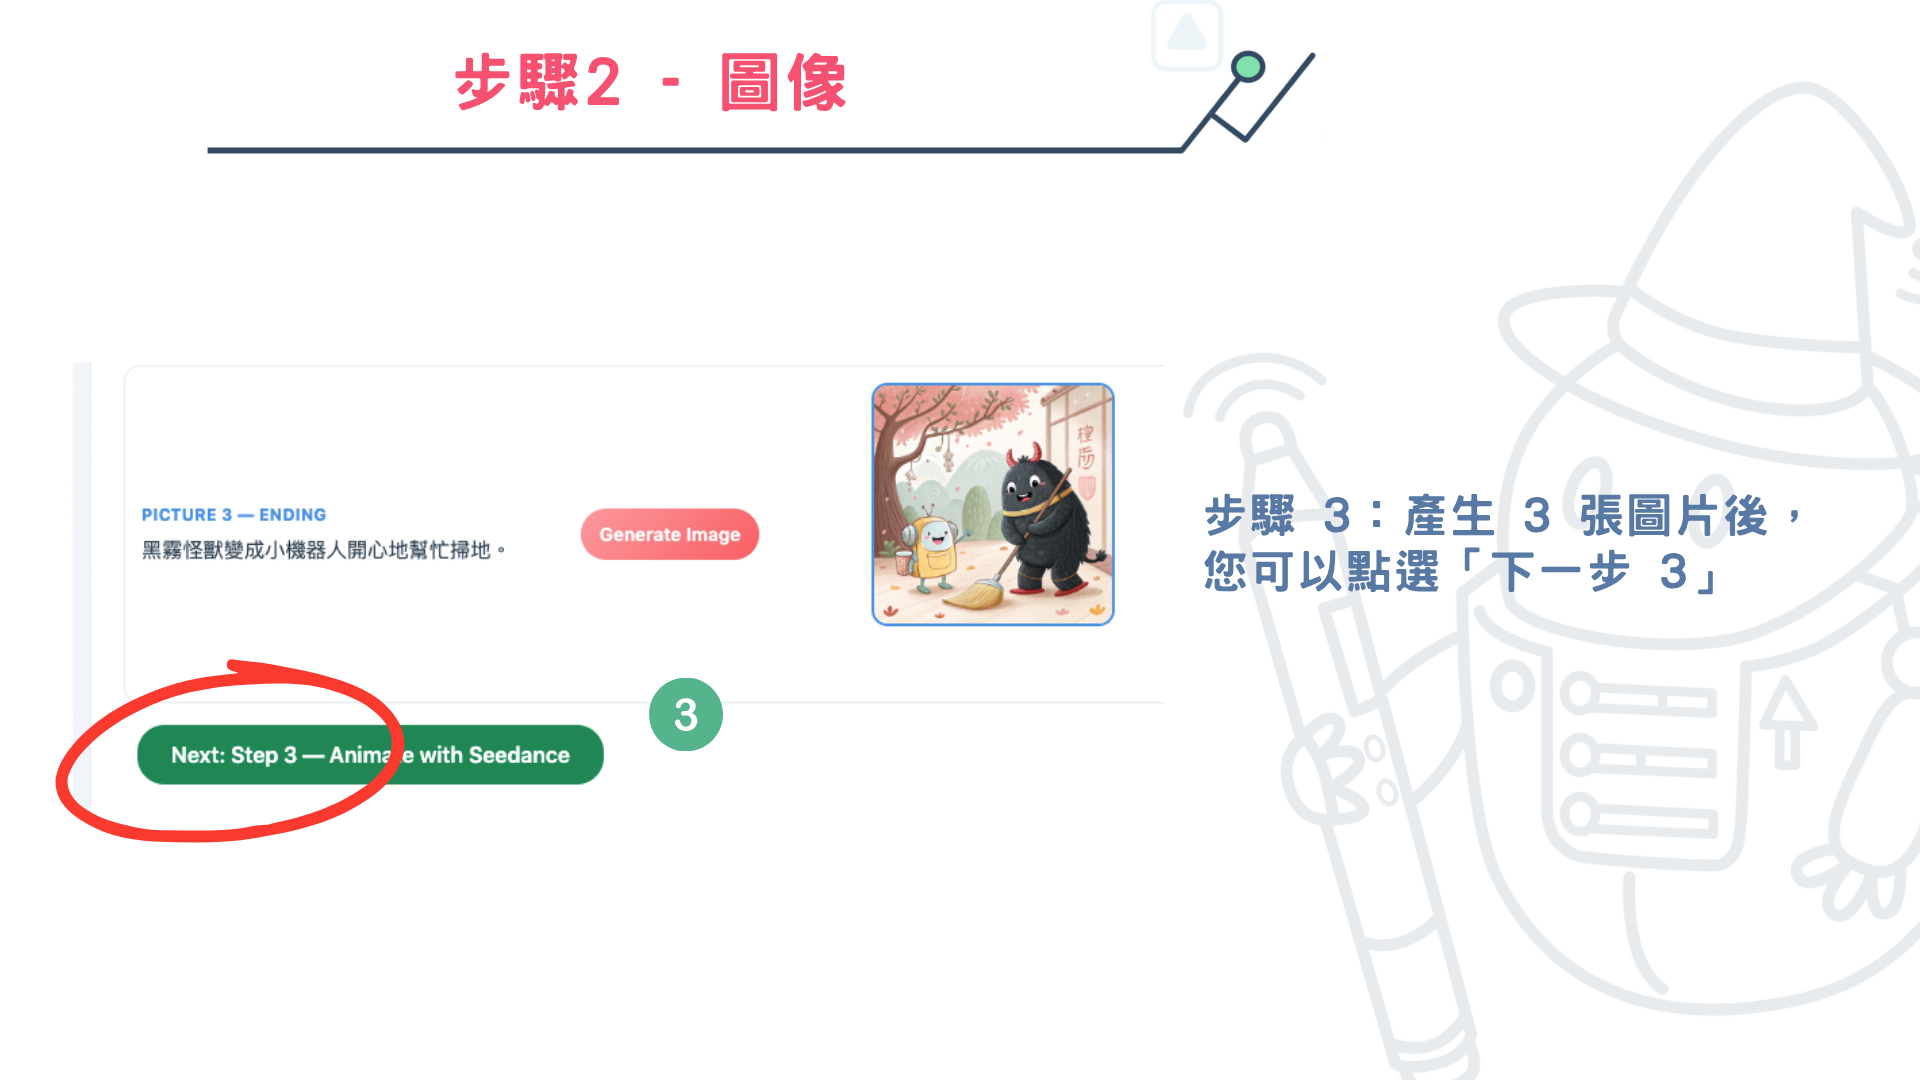 步驟2 - 圖像
PICTURE 3 — ENDING
黑霧怪獸變成小機器人開心地幫忙掃地。
Generate Image
步驟 3：產生 3 張圖片後，
您可以點選「下一步 3」
3
Next: Step 3 — Animate with Seedance